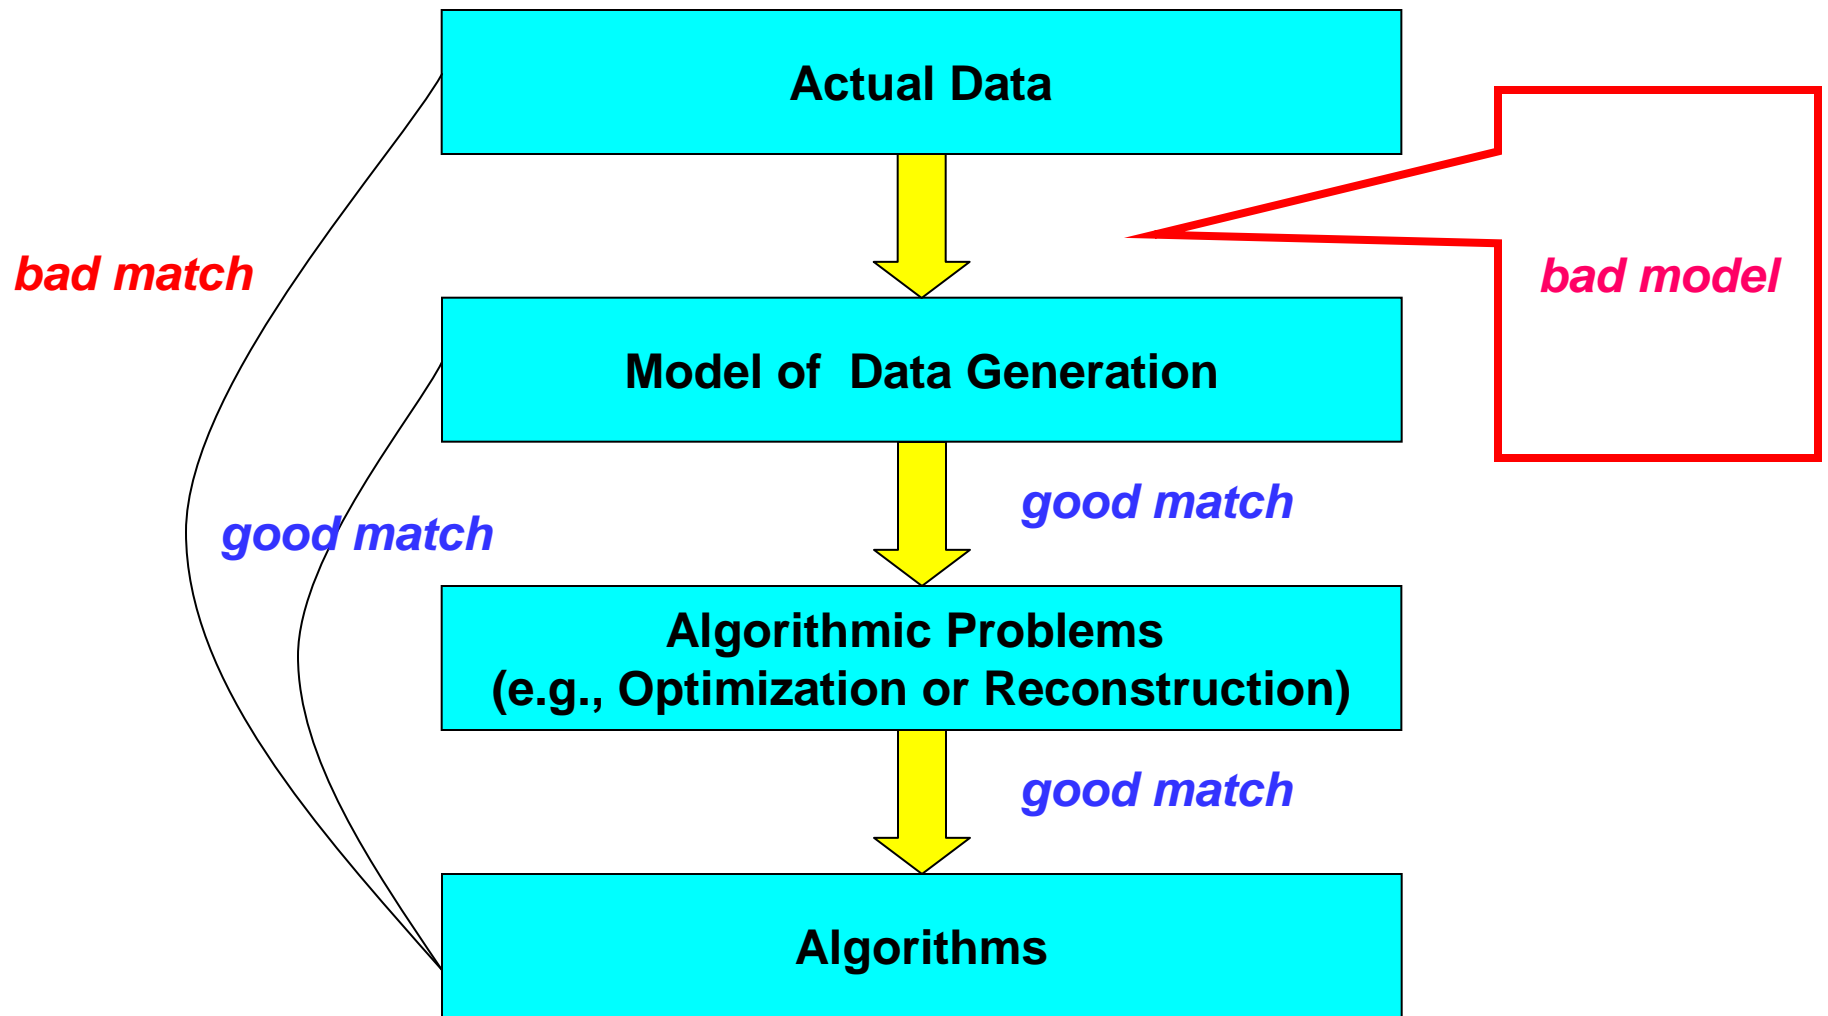 Actual Data
bad match
bad model
Model of  Data Generation
good match
good match
Algorithmic Problems
(e.g., Optimization or Reconstruction)
good match
Algorithms